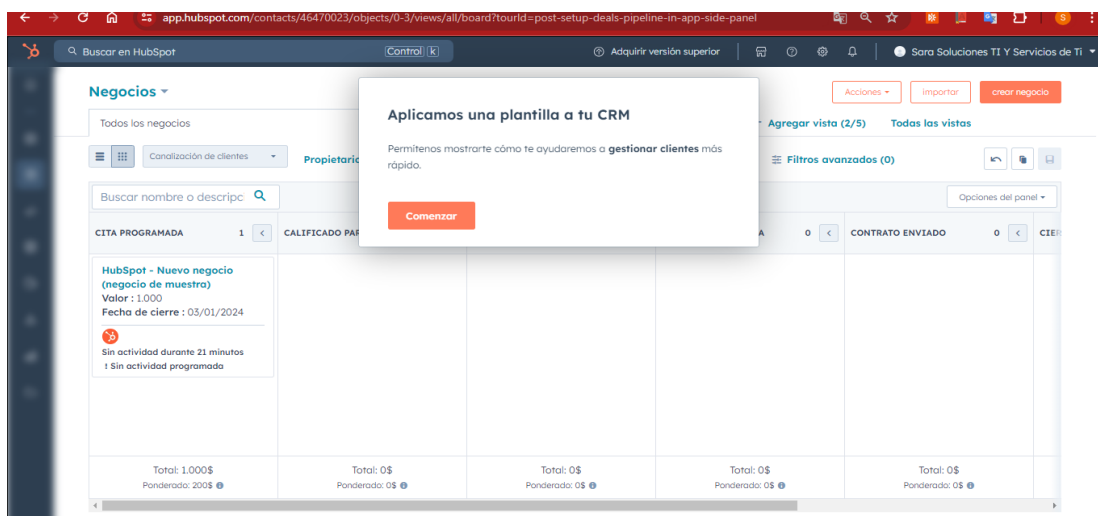 app.hubspot.com/contacts/46470023/objects/0-3/views/all/board?tourId=post-setup-deals-pipeline-in-app-side-panel
S
Buscar en HubSpot
Control k
Adquirir versión superior
Sara Soluciones TI Y Servicios de Ti
Negocios
Acciones
importar
crear negocio
Todos los negocios
Agregar vista (2/5)
Todas las vistas
Canalización de clientes
Propietario
Filtros avanzados (0)
Aplicamos una plantilla a tu CRM
Permítenos mostrarte cómo te ayudaremos a gestionar clientes más
rápido.
Comenzar
Buscar nombre o descripc
Opciones del panel
CITA PROGRAMADA 1
CALIFICADO PAR
A 0
CONTRATO ENVIADO 0
CIER
HubSpot - Nuevo negocio
(negocio de muestra)
Valor : 1.000
Fecha de cierre : 03/01/2024
Sin actividad durante 21 minutos
! Sin actividad programada
Total: 1.000$
Total: 0$
Total: 0$
Total: 0$
Total: 0$
Ponderado: 200$
Ponderado: 0$
Ponderado: 0$
Ponderado: 0$
Ponderado: 0$